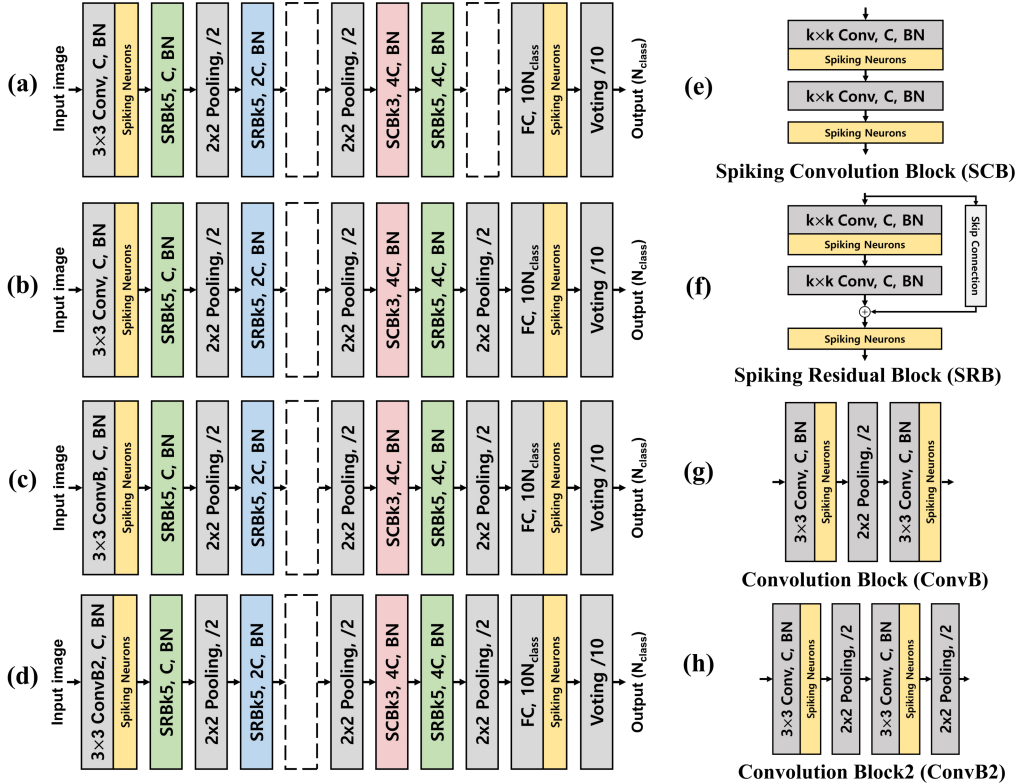 (a)
Input image
3×3 Conv, C, BN
Spiking Neurons
SRBk5, C, BN
2x2 Pooling, /2
SRBk5, 2C, BN
2x2 Pooling, /2
SCBk3, 4C, BN
SRBk5, 4C, BN
FC, 10N_class
Spiking Neurons
Voting /10
Output (N_class)
(b)
Input image
3×3 Conv, C, BN
Spiking Neurons
SRBk5, C, BN
2x2 Pooling, /2
SRBk5, 2C, BN
2x2 Pooling, /2
SCBk3, 4C, BN
SRBk5, 4C, BN
2x2 Pooling, /2
FC, 10N_class
Spiking Neurons
Voting /10
Output (N_class)
(c)
Input image
3×3 ConvB, C, BN
Spiking Neurons
SRBk5, C, BN
2x2 Pooling, /2
SRBk5, 2C, BN
2x2 Pooling, /2
SCBk3, 4C, BN
SRBk5, 4C, BN
2x2 Pooling, /2
FC, 10N_class
Spiking Neurons
Voting /10
Output (N_class)
(d)
Input image
3×3 ConvB2, C, BN
Spiking Neurons
SRBk5, C, BN
2x2 Pooling, /2
SRBk5, 2C, BN
2x2 Pooling, /2
SCBk3, 4C, BN
SRBk5, 4C, BN
2x2 Pooling, /2
FC, 10N_class
Spiking Neurons
Voting /10
Output (N_class)
(e)
k×k Conv, C, BN
Spiking Neurons
k×k Conv, C, BN
Spiking Neurons
Spiking Convolution Block (SCB)
(f)
k×k Conv, C, BN
Spiking Neurons
k×k Conv, C, BN
Skip Connection
+
Spiking Neurons
Spiking Residual Block (SRB)
(g)
3×3 Conv, C, BN
Spiking Neurons
2x2 Pooling, /2
3×3 Conv, C, BN
Spiking Neurons
Convolution Block (ConvB)
(h)
3×3 Conv, C, BN
Spiking Neurons
2x2 Pooling, /2
3×3 Conv, C, BN
Spiking Neurons
2x2 Pooling, /2
Convolution Block2 (ConvB2)